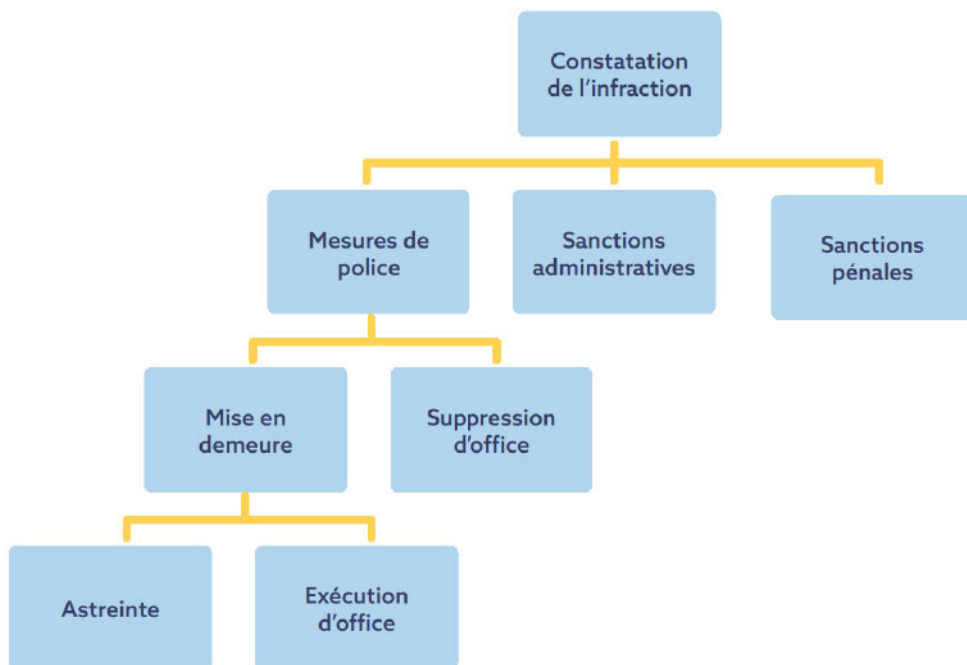 Constatation
de l'infraction
Mesures de
police
Sanctions
administratives
Sanctions
pénales
Mise en
demeure
Suppression
d'office
Astreinte
Exécution
d'office